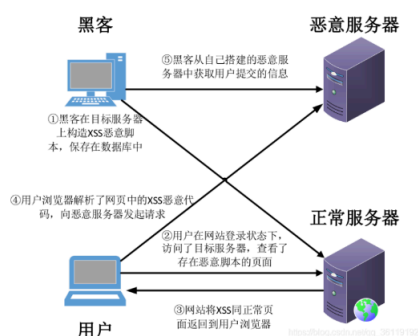 黑客
恶意服务器
⑤黑客从自己搭建的恶意服
务器中获取用户提交的信息
①黑客在目标服务器
上构造XSS恶意脚
本，保存在数据库中
④用户浏览器解析了网页中的XSS恶意代
码，向恶意服务器发起请求
②用户在网站登录状态下，
访问了目标服务器，查看了
存在恶意脚本的页面
正常服务器
③网站将XSS同正常页
面返回到用户浏览器
用户